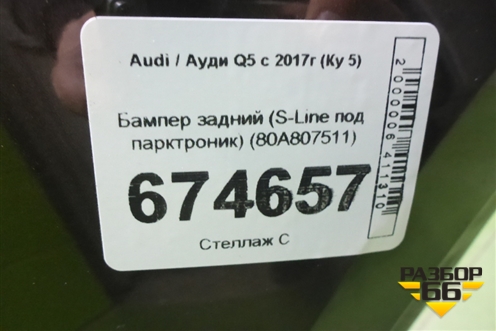 Audi / Ауди Q5 с 2017г (Ку 5)
Бампер задний (S-Line под
парктроник) (80A807511)
674657
Стеллаж С
2000006411310
РАЗБОР
66